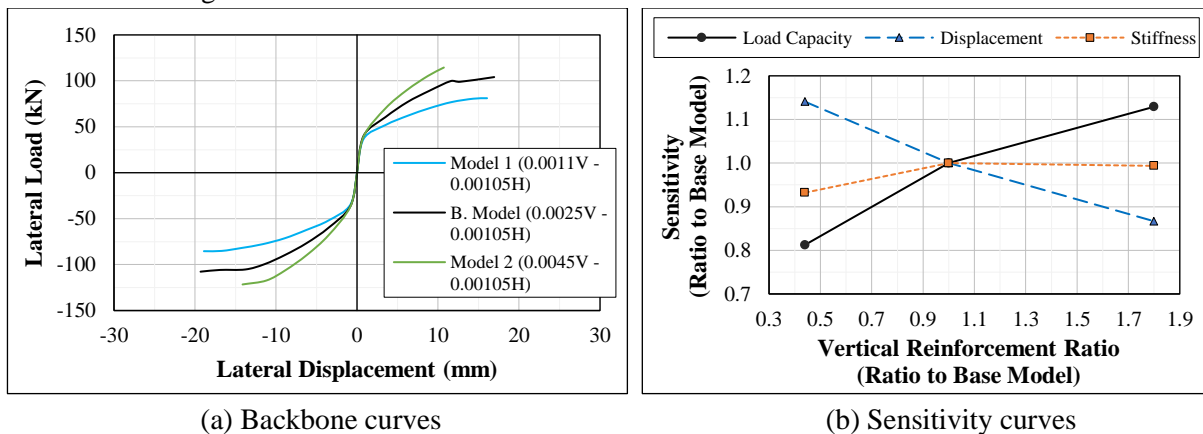 150
100
50
0
-50
-100
-150
-30
-20
-10
0
10
20
30
Lateral Load (kN)
Lateral Displacement (mm)
Model 1 (0.0011V -
0.00105H)
B. Model (0.0025V -
0.00105H)
Model 2 (0.0045V -
0.00105H)
(a) Backbone curves
Load Capacity
Displacement
Stiffness
1.2
1.1
1.0
0.9
0.8
0.7
0.3
0.5
0.7
0.9
1.1
1.3
1.5
1.7
1.9
Sensitivity
(Ratio to Base Model)
Vertical Reinforcement Ratio
(Ratio to Base Model)
(b) Sensitivity curves